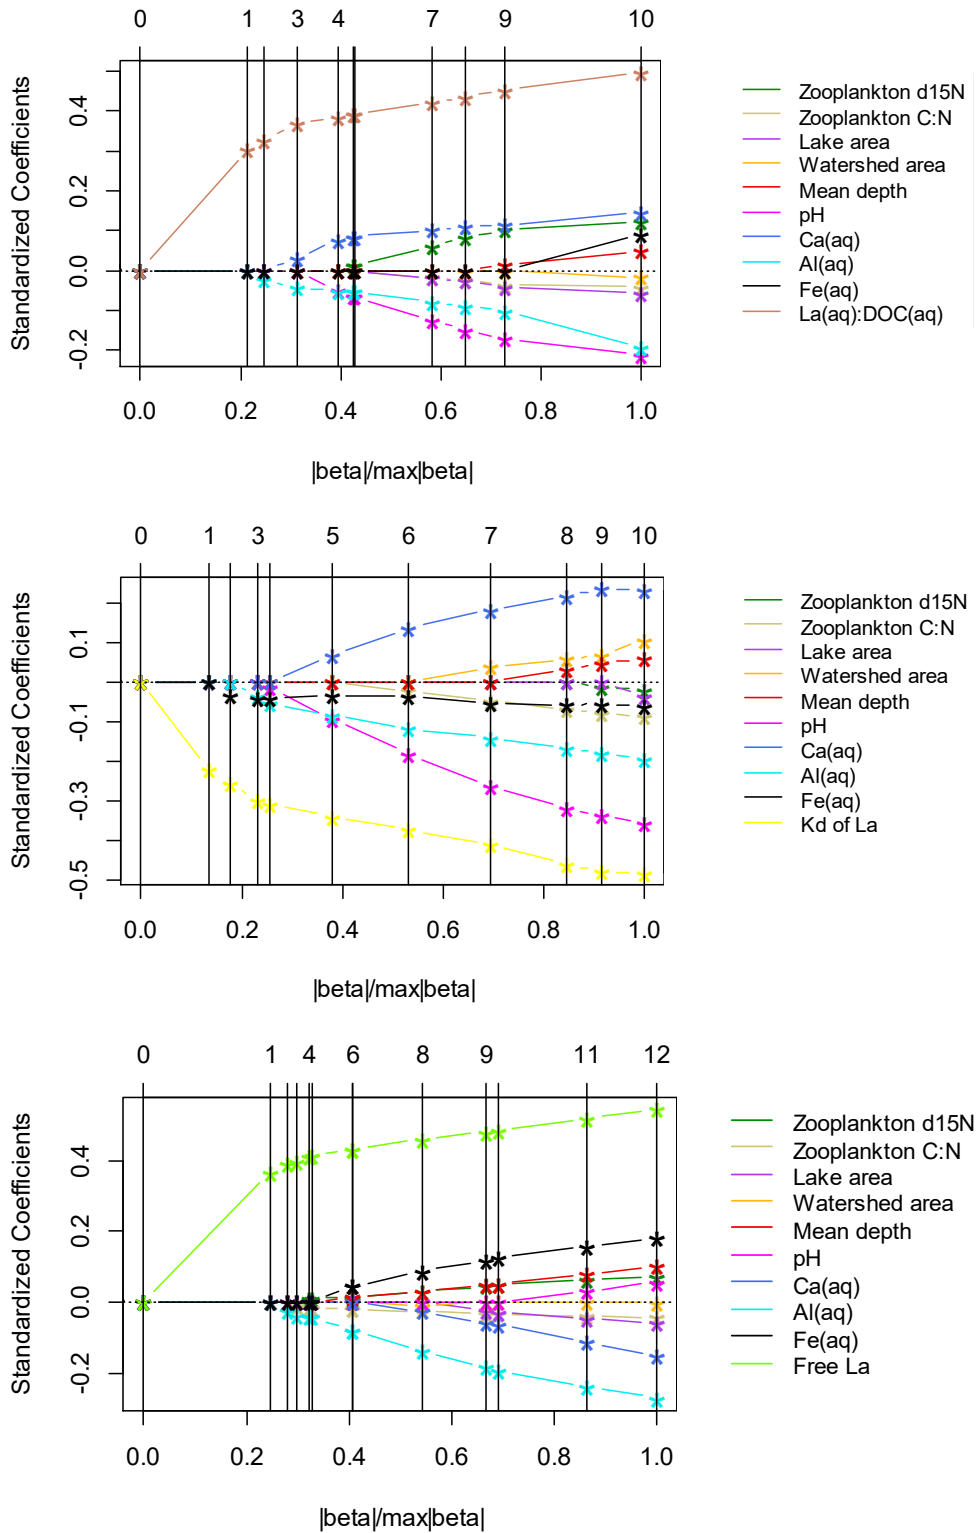 0 1 3 4 7 9 10
Standardized Coefficients
0.4
0.2
0.0
-0.2
0.0 0.2 0.4 0.6 0.8 1.0
|beta|/max|beta|
Zooplankton d15N
Zooplankton C:N
Lake area
Watershed area
Mean depth
pH
Ca(aq)
Al(aq)
Fe(aq)
La(aq):DOC(aq)
0 1 3 5 6 7 8 9 10
Standardized Coefficients
0.1
-0.1
-0.3
-0.5
0.0 0.2 0.4 0.6 0.8 1.0
|beta|/max|beta|
Zooplankton d15N
Zooplankton C:N
Lake area
Watershed area
Mean depth
pH
Ca(aq)
Al(aq)
Fe(aq)
Kd of La
0 1 4 6 8 9 11 12
Standardized Coefficients
0.4
0.2
0.0
-0.2
0.0 0.2 0.4 0.6 0.8 1.0
|beta|/max|beta|
Zooplankton d15N
Zooplankton C:N
Lake area
Watershed area
Mean depth
pH
Ca(aq)
Al(aq)
Fe(aq)
Free La